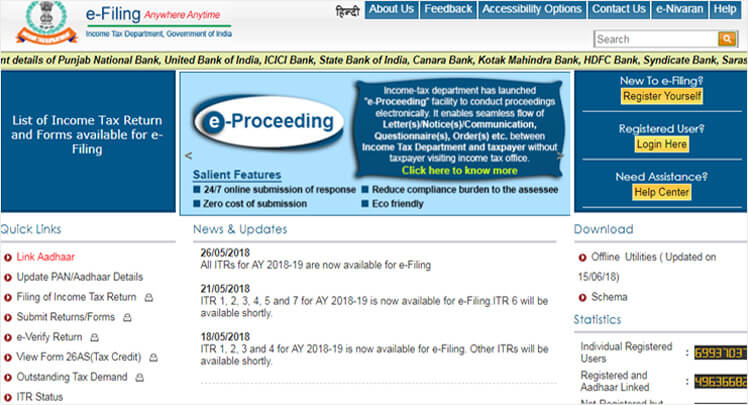 e-Filing Anywhere Anytime
Income Tax Department, Government of India
हिन्दी
About Us
Feedback
Accessibility Options
Contact Us
e-Nivaran
Help
Search
nt details of Punjab National Bank, United Bank of India, ICICI Bank, State Bank of India, Canara Bank, Kotak Mahindra Bank, HDFC Bank, Syndicate Bank, Saras
List of Income Tax Return
and Forms available for e-
Filing
e-Proceeding
Income-tax department has launched
"e-Proceeding" facility to conduct proceedings
electronically. It enables seamless flow of
Letter(s)/Notice(s)/Communication,
Questionnaire(s), Order(s) etc. between
Income Tax Department and taxpayer without
taxpayer visiting income tax office.
Click here to know more
<
>
Salient Features
24/7 online submission of response
Reduce compliance burden to the assessee
Zero cost of submission
Eco friendly
New To e-Filing?
Register Yourself
Registered User?
Login Here
Need Assistance?
Help Center
Quick Links
Link Aadhaar
Update PAN/Aadhaar Details
Filing of Income Tax Return
Submit Returns/Forms
e-Verify Return
View Form 26AS(Tax Credit)
Outstanding Tax Demand
ITR Status
News & Updates
26/05/2018
All ITRs for AY 2018-19 are now available for e-Filing
21/05/2018
ITR 1, 2, 3, 4, 5 and 7 for AY 2018-19 is now available for e-Filing.ITR 6 will be
available shortly.
18/05/2018
ITR 1, 2, 3 and 4 for AY 2018-19 is now available for e-Filing. Other ITRs will be
available shortly.
Download
Offline Utilities ( Updated on
15/06/18)
Schema
Statistics
Individual Registered
Users
: 69937037
Registered and
Aadhaar Linked
: 49636682
Not Registered but